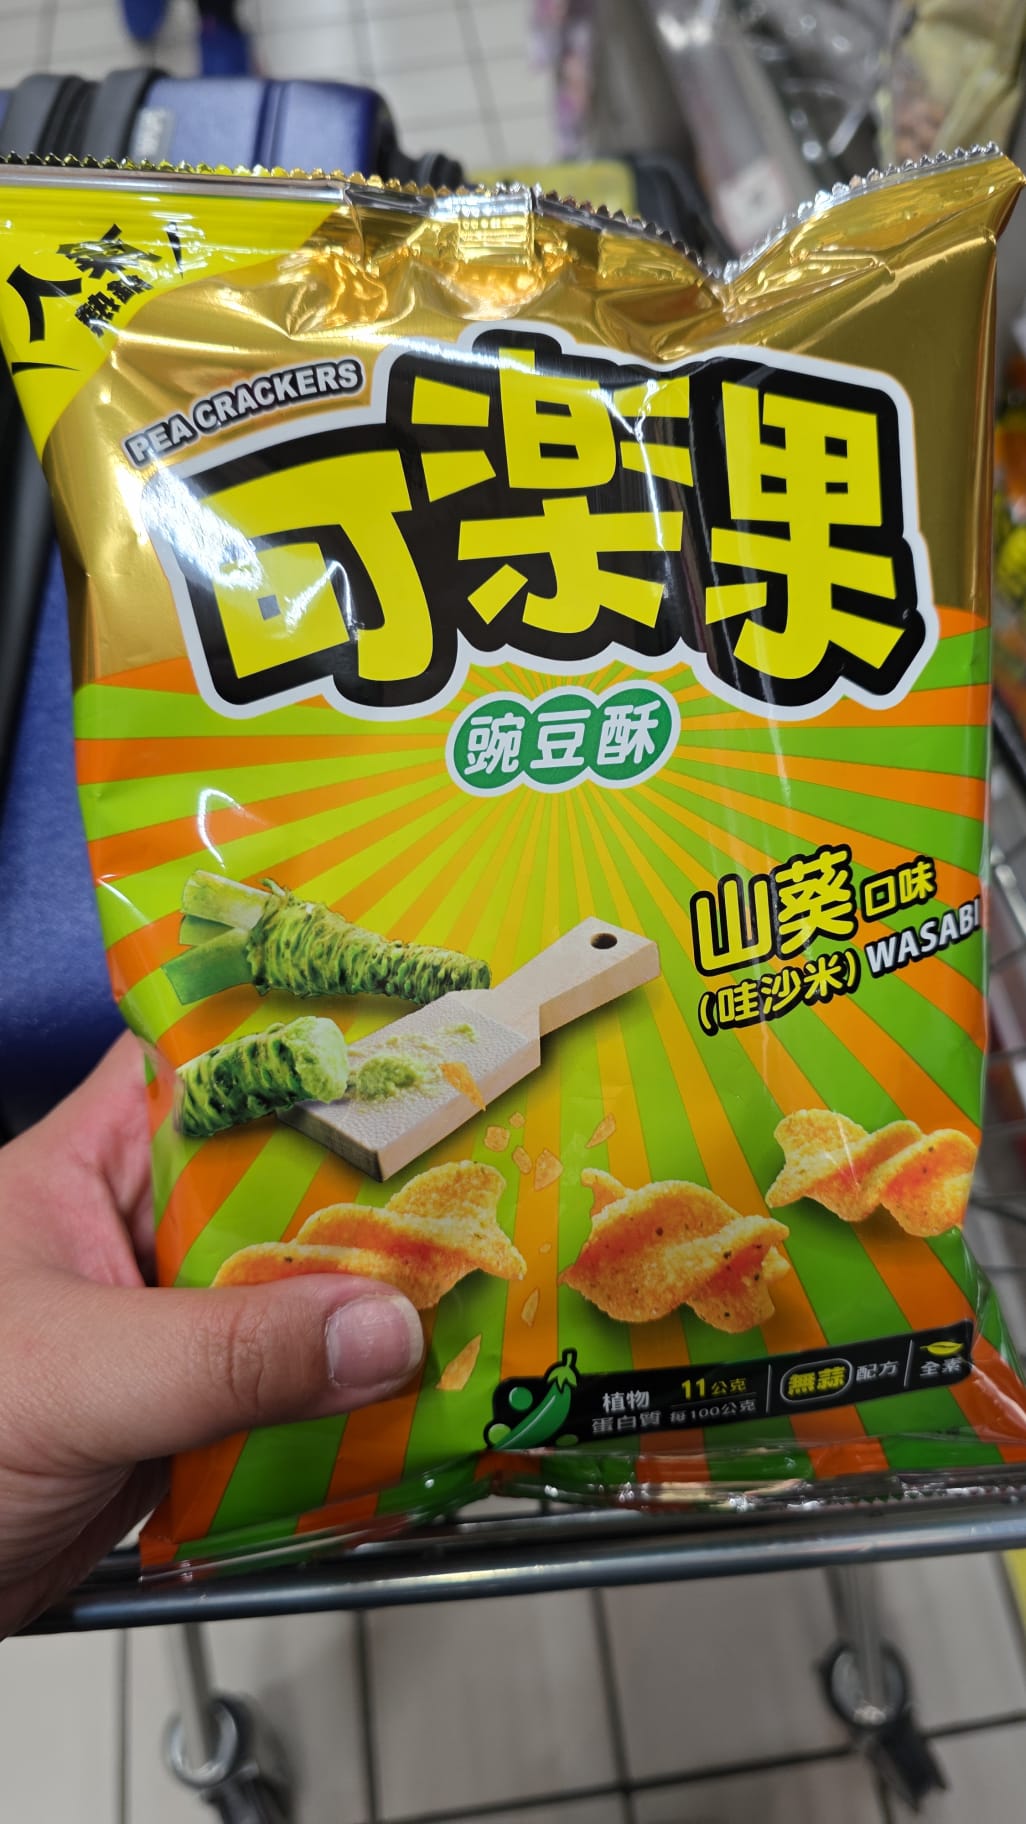 PEA CRACKERS
可樂果
豌豆酥
山葵口味
(哇沙米) WASABI
植物 11公克
蛋白質 每100公克
無蒜 配方
全素